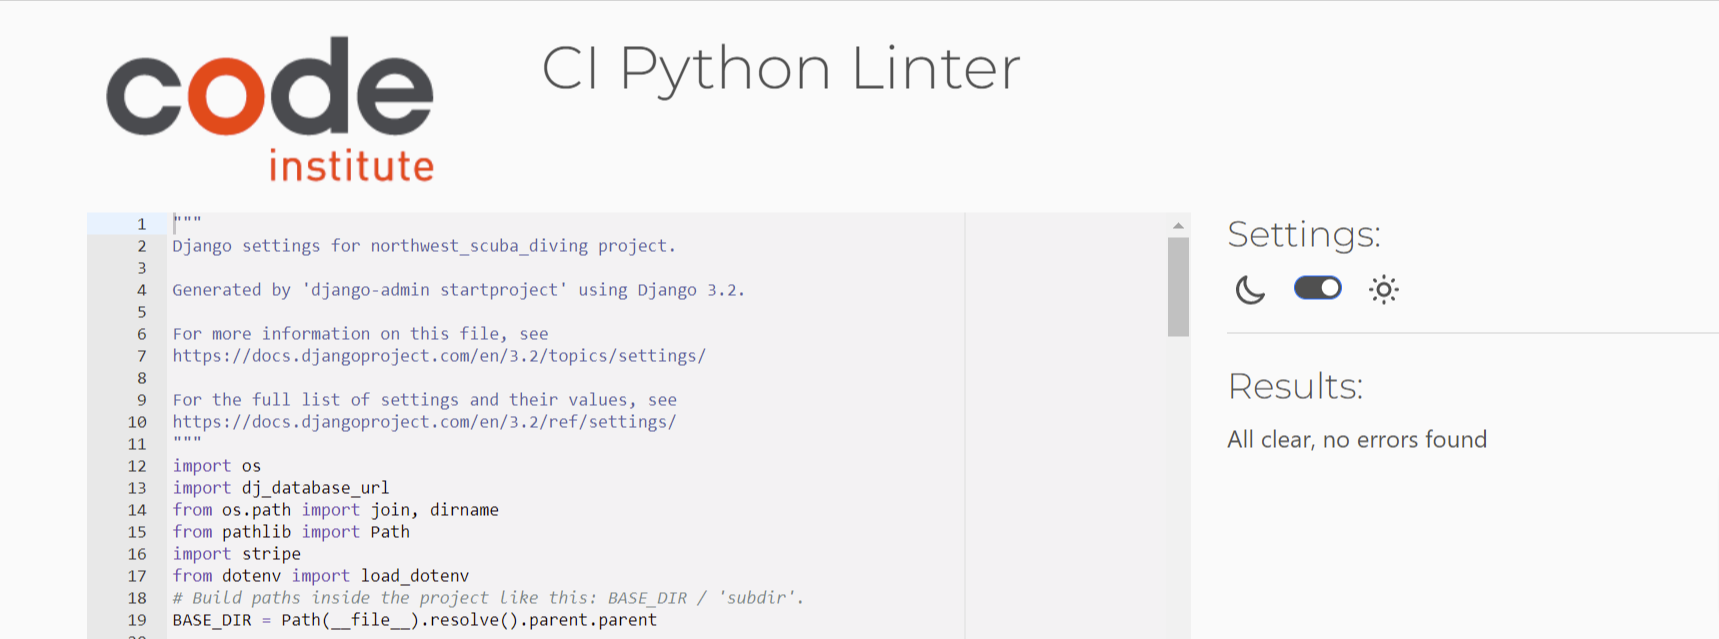 code
institute
CI Python Linter
1 """
2 Django settings for northwest_scuba_diving project.
3
4 Generated by 'django-admin startproject' using Django 3.2.
5
6 For more information on this file, see
7 https://docs.djangoproject.com/en/3.2/topics/settings/
8
9 For the full list of settings and their values, see
10 https://docs.djangoproject.com/en/3.2/ref/settings/
11 """
12 import os
13 import dj_database_url
14 from os.path import join, dirname
15 from pathlib import Path
16 import stripe
17 from dotenv import load_dotenv
18 # Build paths inside the project like this: BASE_DIR / 'subdir'.
19 BASE_DIR = Path(__file__).resolve().parent.parent
Settings:
Results:
All clear, no errors found